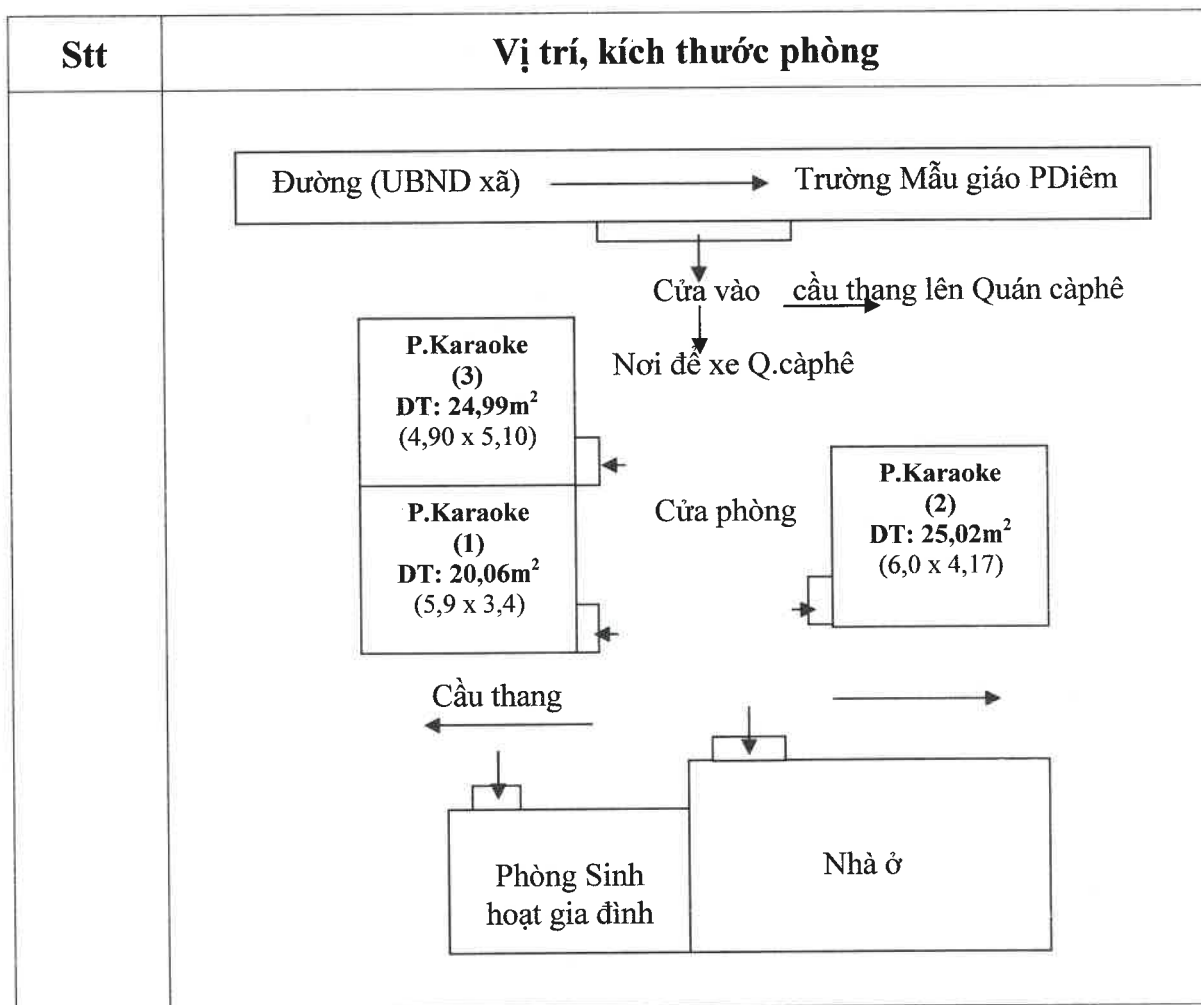 Stt
Vị trí, kích thước phòng
Đường (UBND xã)
Trường Mẫu giáo PDiêm
Cửa vào
cầu thang lên Quán càphê
Nơi để xe Q.càphê
P.Karaoke
(3)
DT: 24,99m²
(4,90 x 5,10)
P.Karaoke
(1)
DT: 20,06m²
(5,9 x 3,4)
Cửa phòng
P.Karaoke
(2)
DT: 25,02m²
(6,0 x 4,17)
Cầu thang
Phòng Sinh
hoạt gia đình
Nhà ở